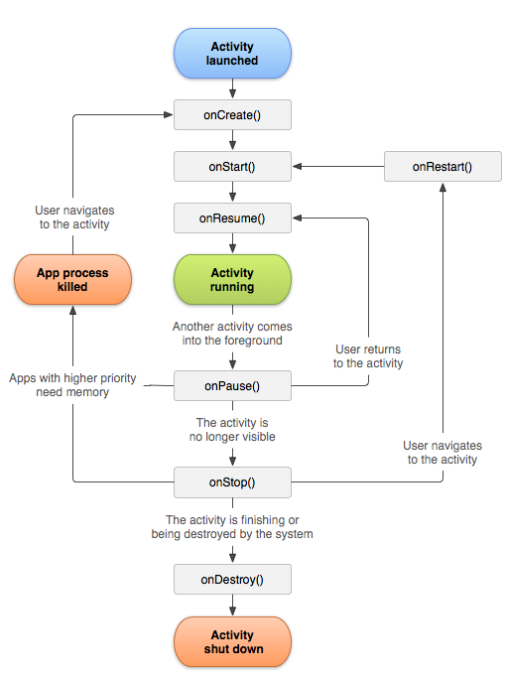 Activity
launched
onCreate()
onStart()
onRestart()
User navigates
to the activity
onResume()
App process
killed
Activity
running
Another activity comes
into the foreground
User returns
to the activity
Apps with higher priority
need memory
onPause()
The activity is
no longer visible
User navigates
to the activity
onStop()
The activity is finishing or
being destroyed by the system
onDestroy()
Activity
shut down